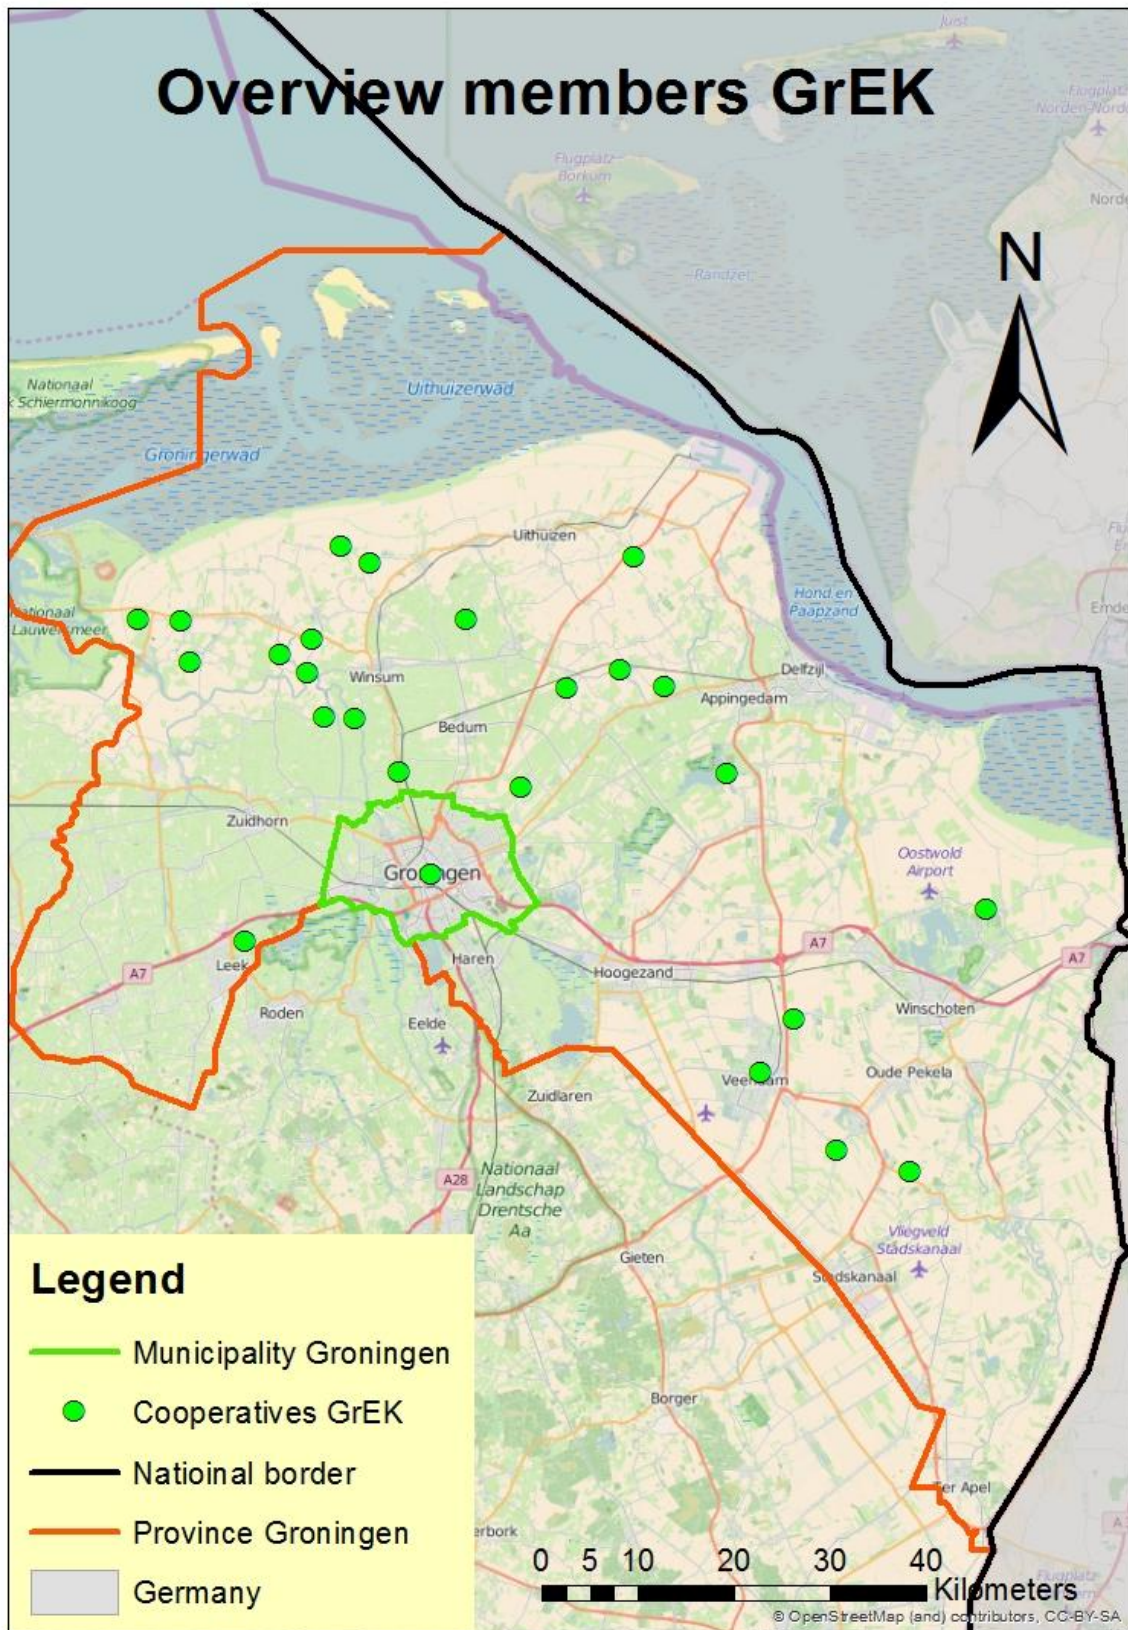 Juist
Overview members GrEK
Flugplatz
Borkum
N
Randzel
Nationaal
k Schiermonnikoog
Uithuizerwad
Groningerwad
Uithuizen
Hond en
Paapzand
Nationaal
Lauwersmeer
Winsum
Delfzijl
Appingedam
Bedum
Zuidhorn
Groningen
Oostwold
Airport
A7
Leek
Haren
Hoogezand
A7
A7
Roden
Eelde
Winschoten
Veendam
Oude Pekela
Zuidlaren
A28
Nationaal
Landschap
Drentsche
Aa
Vliegveld
Stadskanaal
Gieten
Stadskanaal
Legend
Municipality Groningen
Cooperatives GrEK
Borger
Natioinal border
Ter Apel
Province Groningen
erbork
Germany
0 5 10 20 30 40
Kilometers
© OpenStreetMap (and) contributors, CC-BY-SA